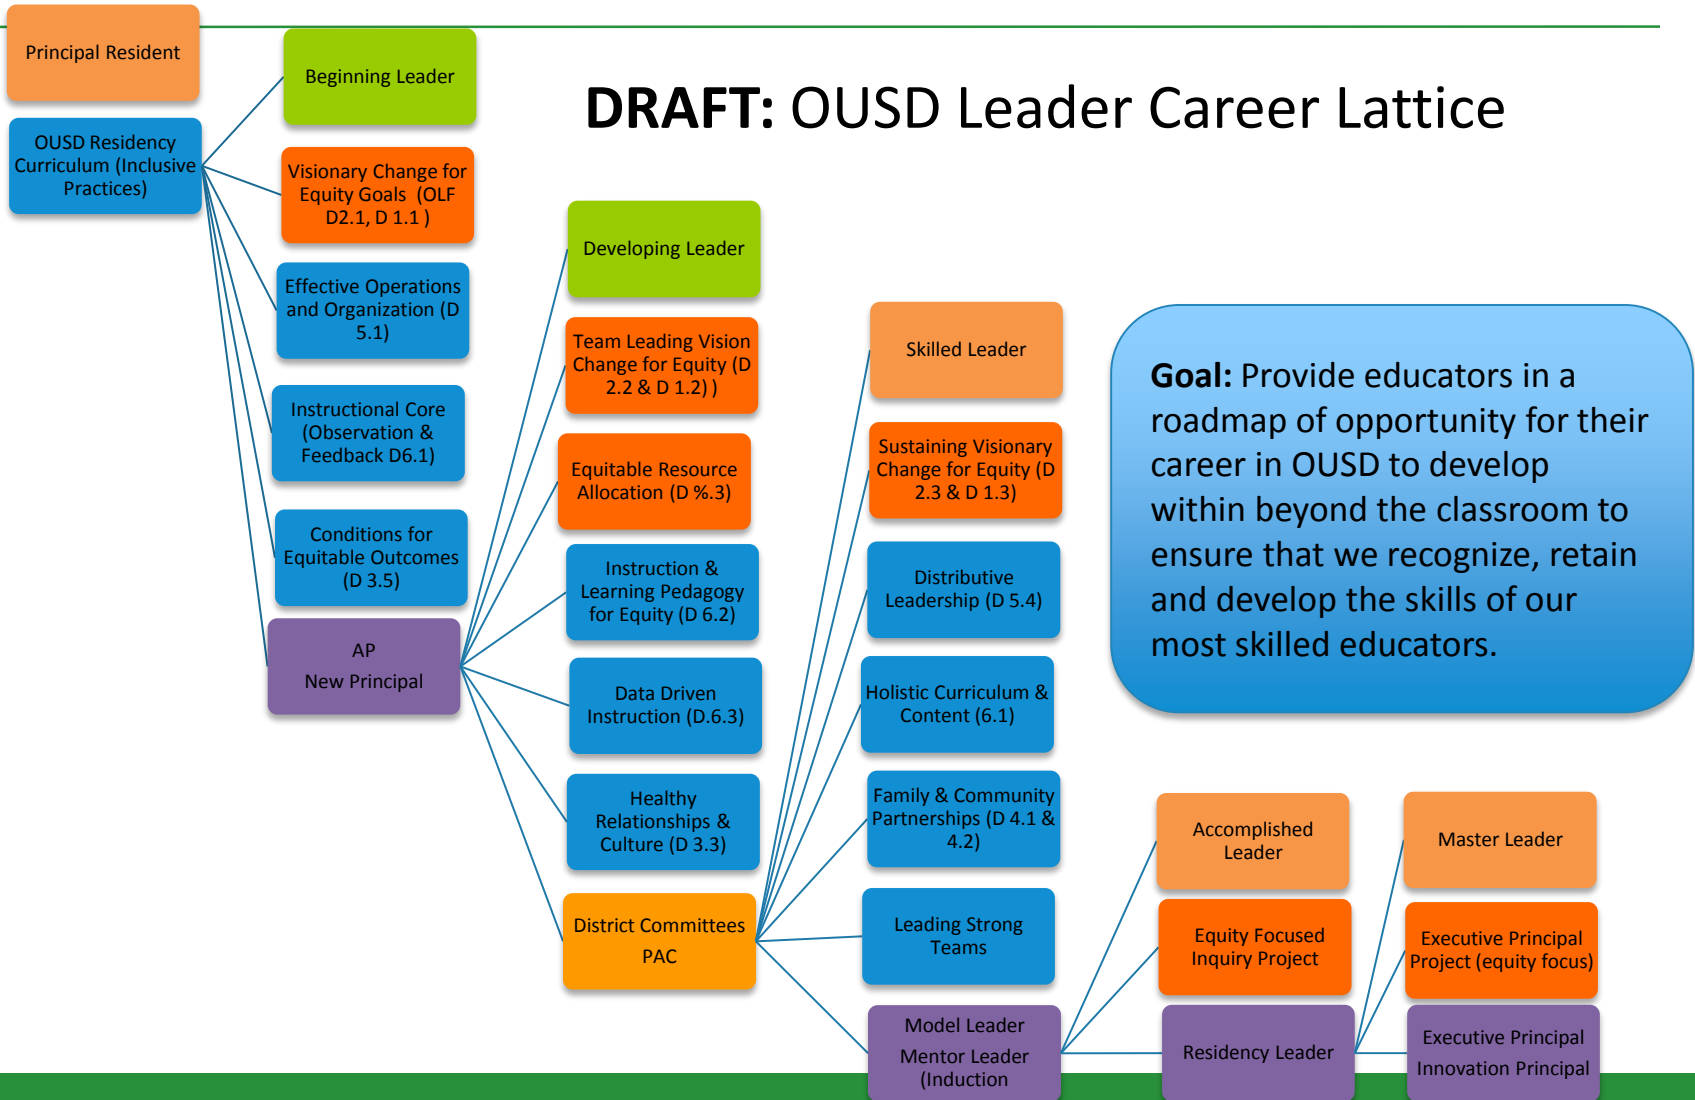 Principal Resident
OUSD Residency
Curriculum (Inclusive
Practices)
Beginning Leader
Visionary Change for
Equity Goals (OLF
D2.1, D 1.1 )
Effective Operations
and Organization (D
5.1)
Instructional Core
(Observation &
Feedback D6.1)
Conditions for
Equitable Outcomes
(D 3.5)
AP
New Principal
DRAFT: OUSD Leader Career Lattice
Developing Leader
Team Leading Vision
Change for Equity (D
2.2 & D 1.2) )
Equitable Resource
Allocation (D %.3)
Instruction &
Learning Pedagogy
for Equity (D 6.2)
Data Driven
Instruction (D.6.3)
Healthy
Relationships &
Culture (D 3.3)
District Committees
PAC
Skilled Leader
Sustaining Visionary
Change for Equity (D
2.3 & D 1.3)
Distributive
Leadership (D 5.4)
Holistic Curriculum &
Content (6.1)
Family & Community
Partnerships (D 4.1 &
4.2)
Leading Strong
Teams
Model Leader
Mentor Leader
(Induction
Goal: Provide educators in a
roadmap of opportunity for their
career in OUSD to develop
within beyond the classroom to
ensure that we recognize, retain
and develop the skills of our
most skilled educators.
Accomplished
Leader
Equity Focused
Inquiry Project
Residency Leader
Master Leader
Executive Principal
Project (equity focus)
Executive Principal
Innovation Principal